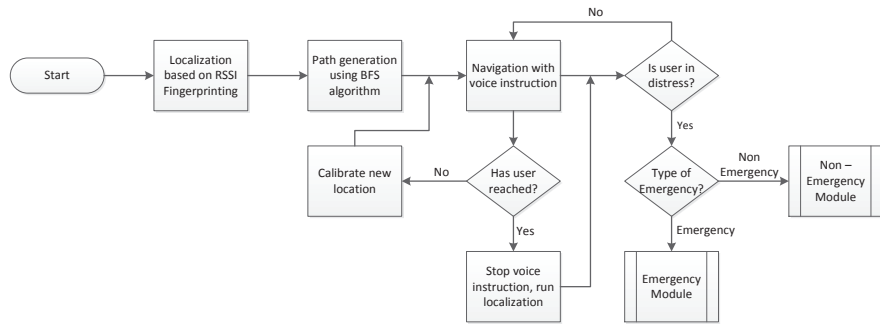 No
Start
Localization
based on RSSI
Fingerprinting
Path generation
using BFS
algorithm
Navigation with
voice instruction
Is user in
distress?
Yes
Calibrate new
location
No
Has user
reached?
Type of
Emergency?
Non
Emergency
Non –
Emergency
Module
Yes
Emergency
Stop voice
instruction, run
localization
Emergency
Module